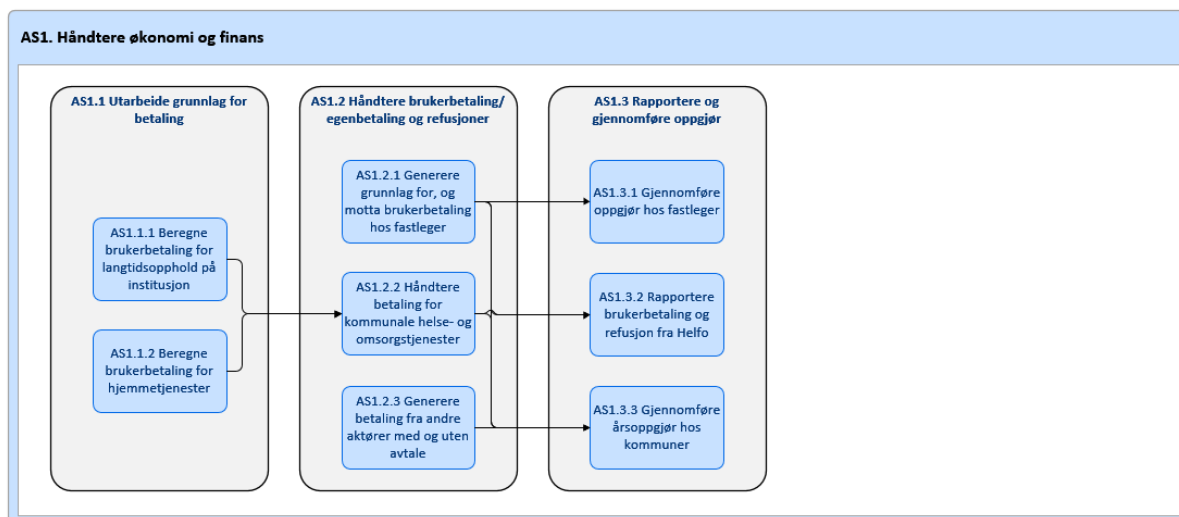 AS1. Håndtere økonomi og finans
AS1.1 Utarbeide grunnlag for
betaling
AS1.1.1 Beregne
brukerbetaling for
langtidsopphold på
institusjon
AS1.1.2 Beregne
brukerbetaling for
hjemmetjenester
AS1.2 Håndtere brukerbetaling/
egenbetaling og refusjoner
AS1.2.1 Generere
grunnlag for, og
motta brukerbetaling
hos fastleger
AS1.2.2 Håndtere
betaling for
kommunale helse- og
omsorgstjenester
AS1.2.3 Generere
betaling fra andre
aktører med og uten
avtale
AS1.3 Rapportere og
gjennomføre oppgjør
AS1.3.1 Gjennomføre
oppgjør hos fastleger
AS1.3.2 Rapportere
brukerbetaling og
refusjon fra Helfo
AS1.3.3 Gjennomføre
årsoppgjør hos
kommuner